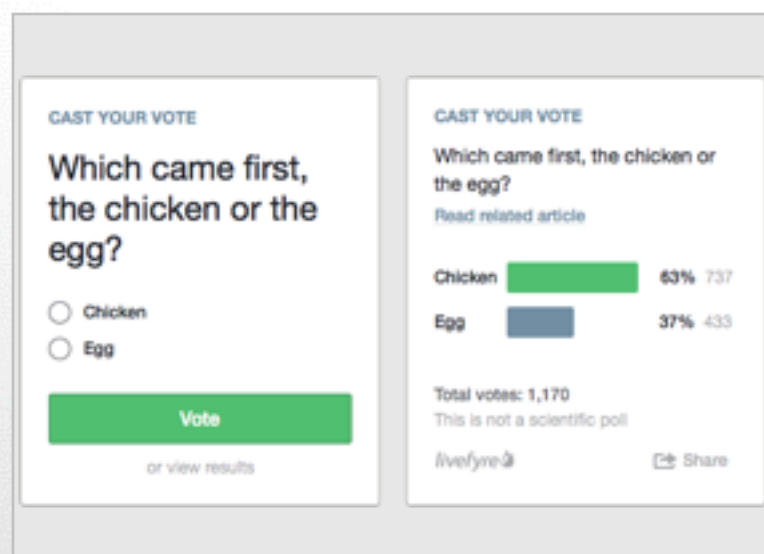 CAST YOUR VOTE
Which came first,
the chicken or the
egg?
Chicken
Egg
Vote
or view results
CAST YOUR VOTE
Which came first, the chicken or
the egg?
Read related article
Chicken 63% 737
Egg 37% 433
Total votes: 1,170
This is not a scientific poll
livefyre
Share